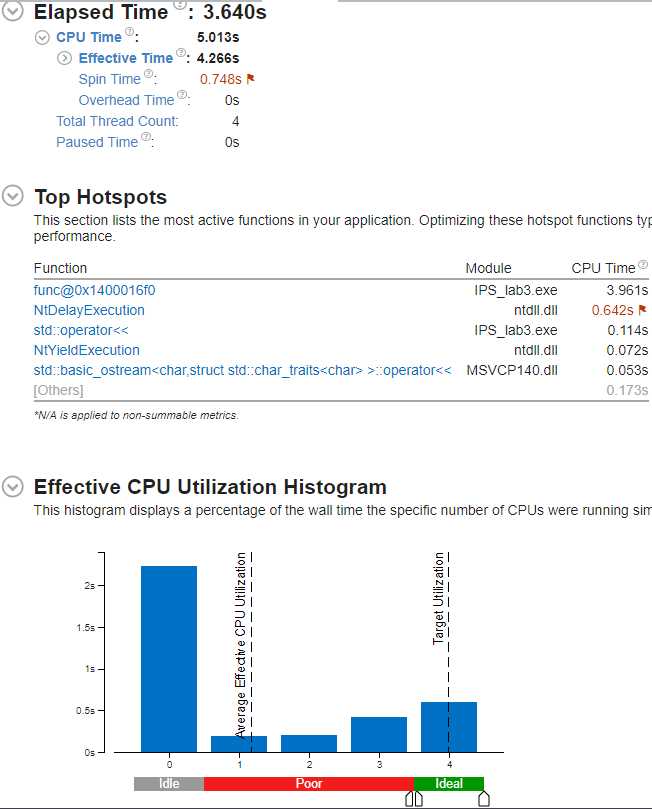 Elapsed Time ?: 3.640s
CPU Time ?: 5.013s
Effective Time ?: 4.266s
Spin Time ?: 0.748s
Overhead Time ?: 0s
Total Thread Count: 4
Paused Time ?: 0s
Top Hotspots
This section lists the most active functions in your application. Optimizing these hotspot functions typ
performance.
Function Module CPU Time ?
func@0x1400016f0 IPS_lab3.exe 3.961s
NtDelayExecution ntdll.dll 0.642s
std::operator<< IPS_lab3.exe 0.114s
NtYieldExecution ntdll.dll 0.072s
std::basic_ostream<char,struct std::char_traits<char> >::operator<< MSVCP140.dll 0.053s
[Others] 0.173s
*N/A is applied to non-summable metrics.
Effective CPU Utilization Histogram
This histogram displays a percentage of the wall time the specific number of CPUs were running sim
2s
1.5s
1s
0.5s
0s
Average Effective CPU Utilization
Target Utilization
0 1 2 3 4
Idle Poor Ideal